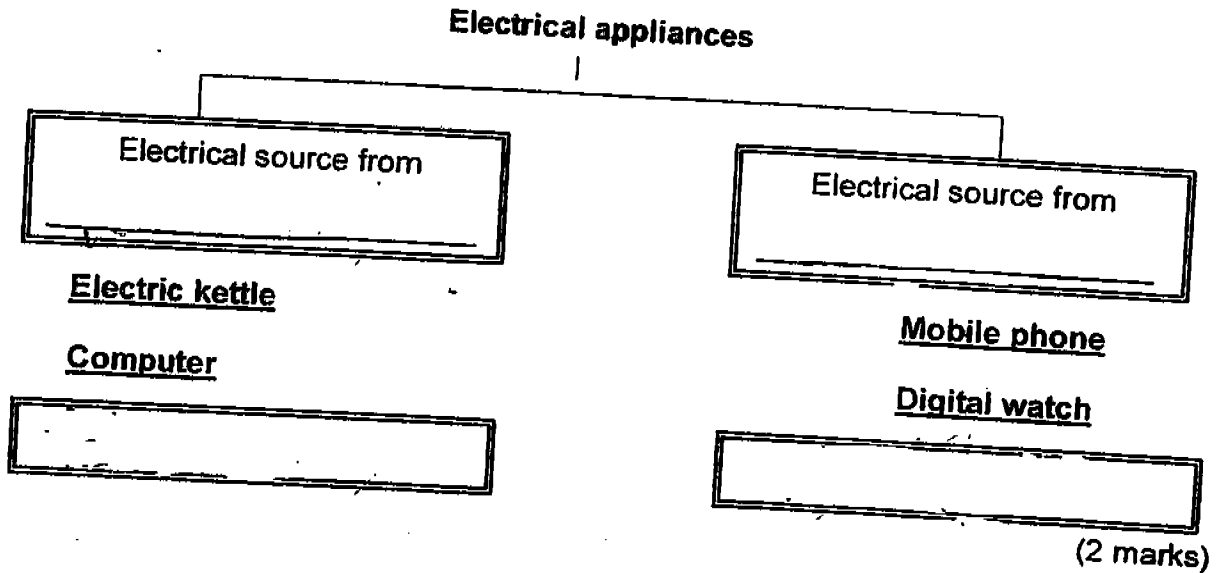 Electrical appliances
Electrical source from
Electrical source from
Electric kettle
Computer
Mobile phone
Digital watch
(2 marks)